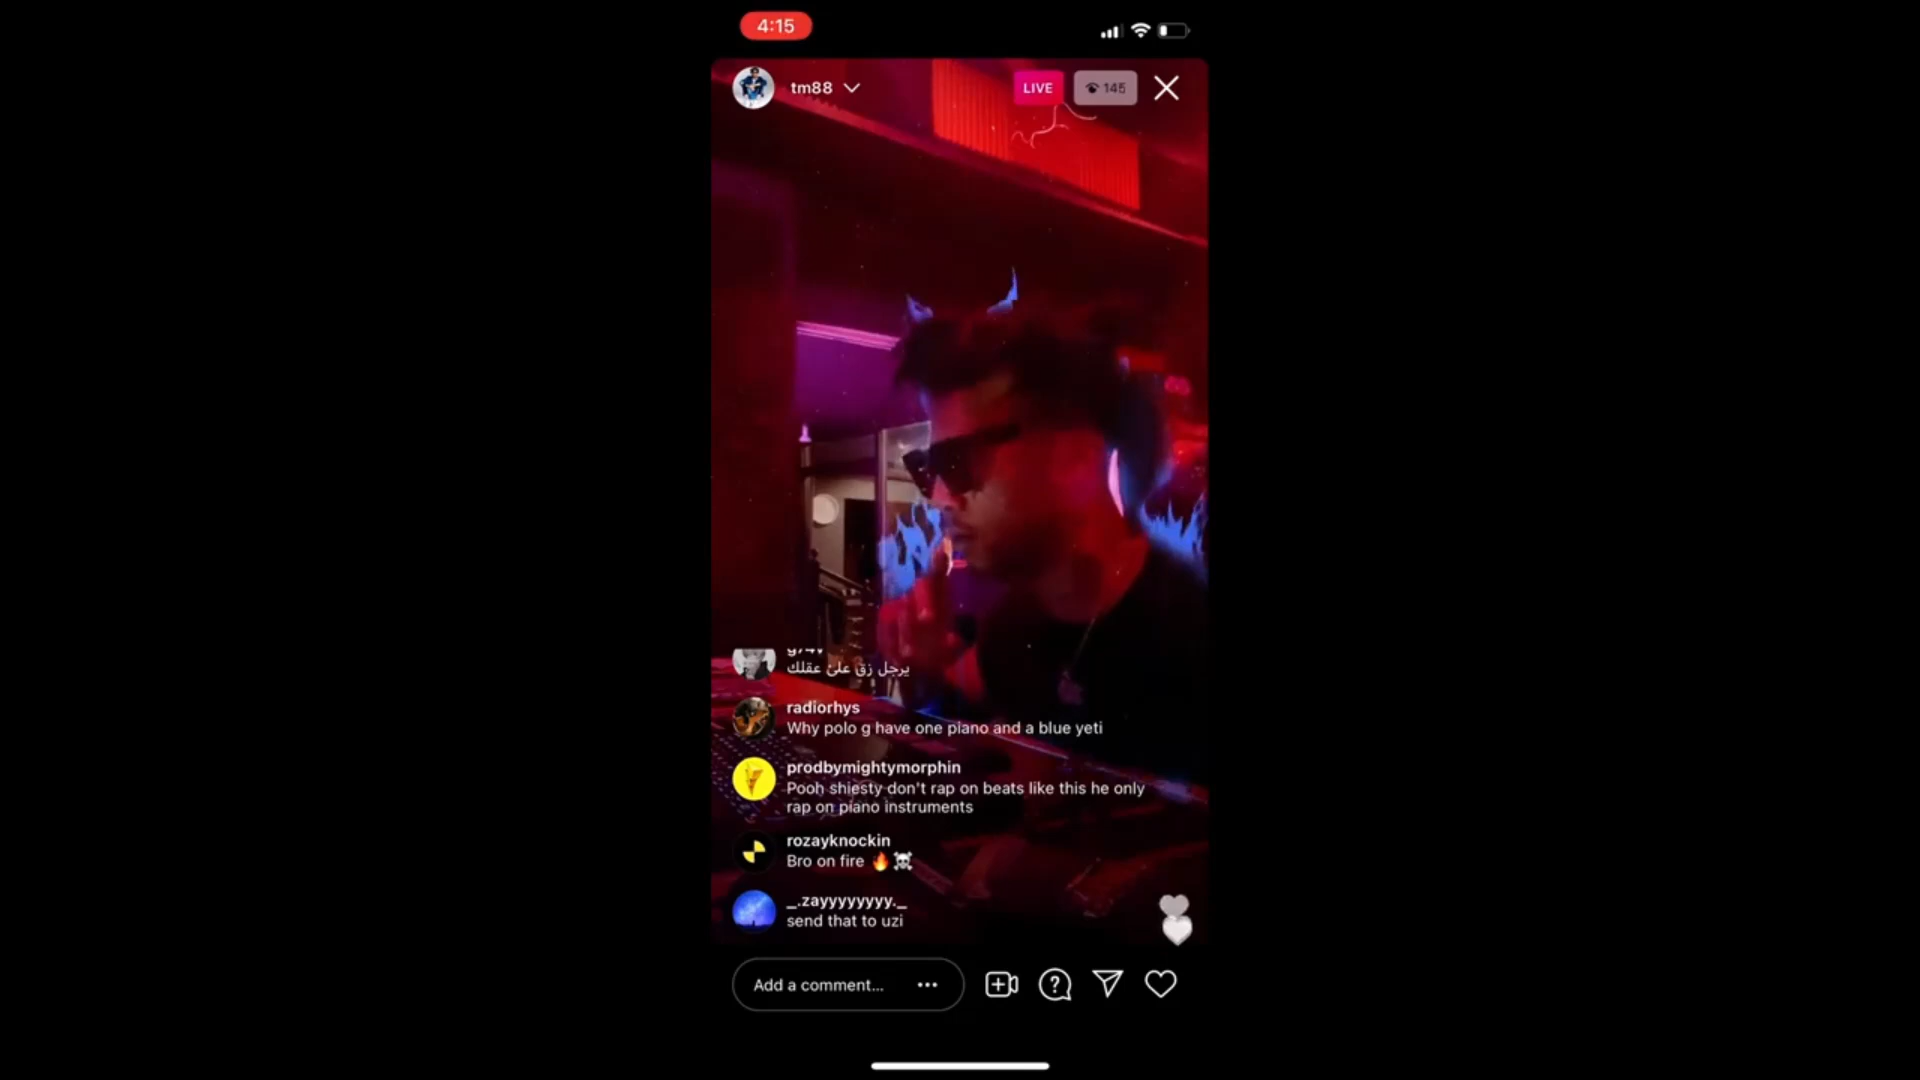 4:15
tm88
LIVE
145
يرجل زق على عقلك
radiorhys
Why polo g have one piano and a blue yeti
prodbymightymorphin
Pooh shiesty don't rap on beats like this he only
rap on piano instruments
rozayknockin
Bro on fire 🔥☠️
_.zayyyyyyyy._
send that to uzi
Add a comment...